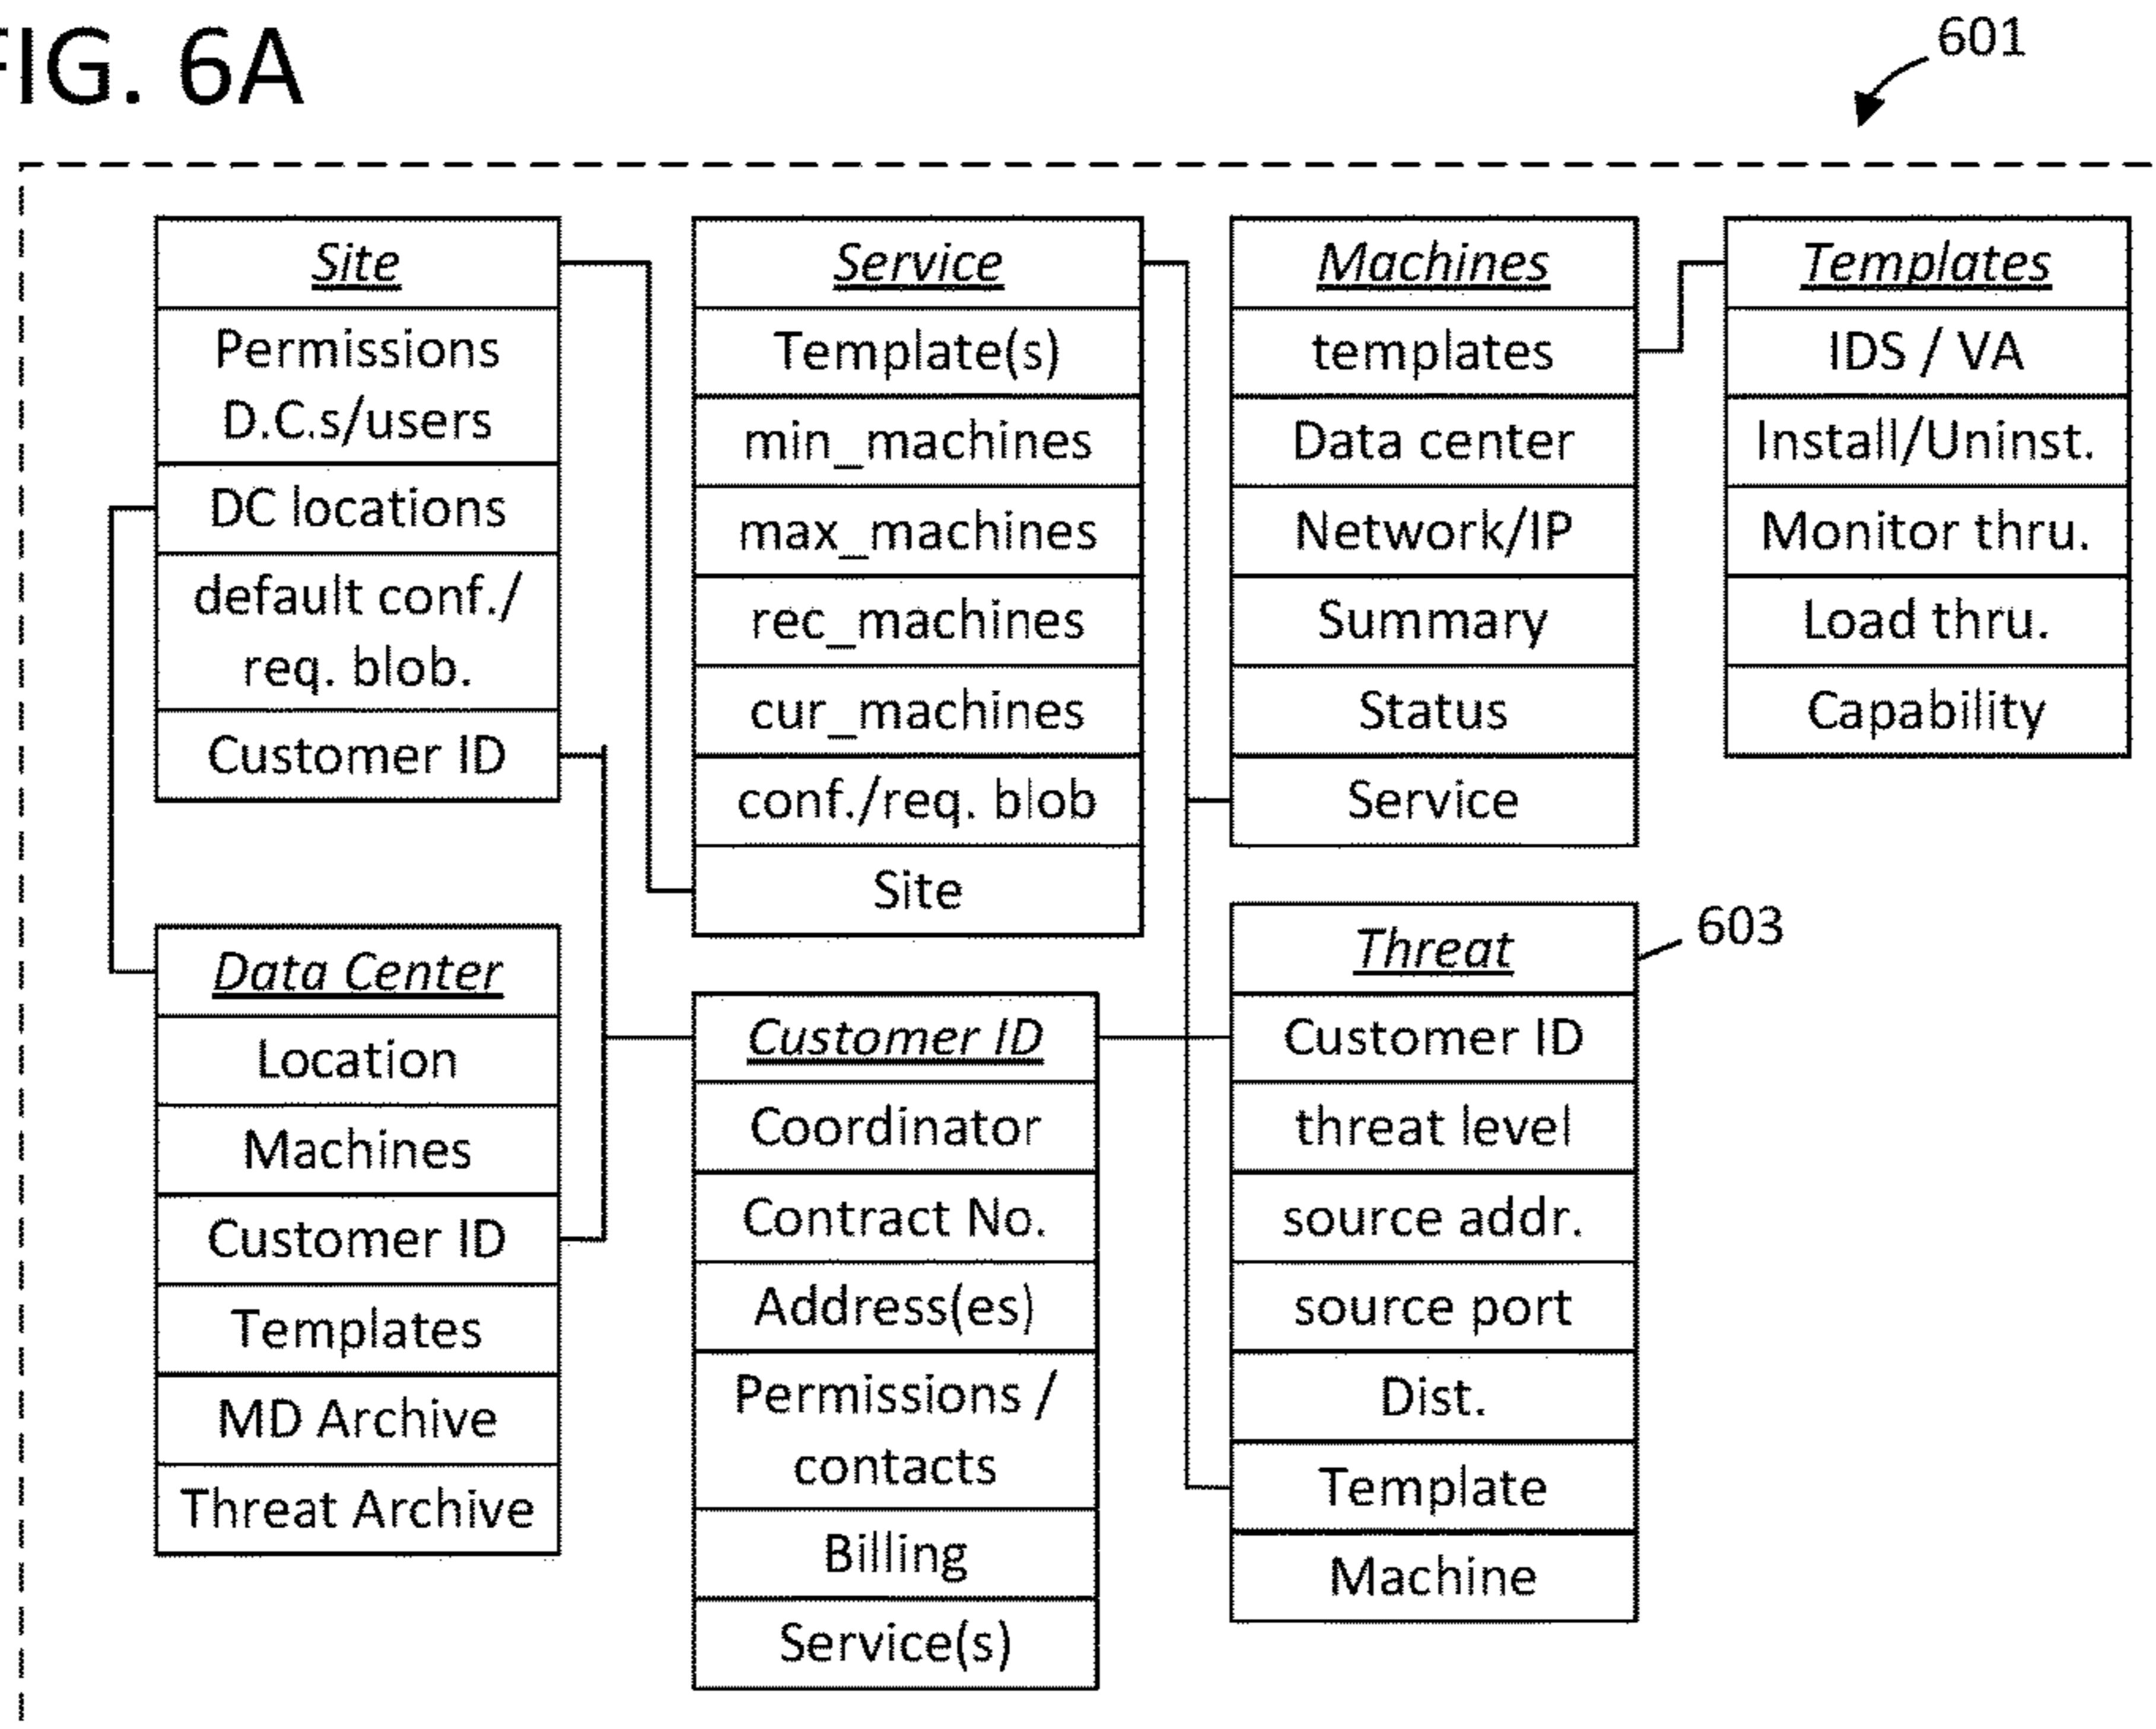 FIG. 6A
601
Site
Permissions
D.C.s/users
DC locations
default conf./
req. blob.
Customer ID
Service
Template(s)
min_machines
max_machines
rec_machines
cur_machines
conf./req. blob
Site
Machines
templates
Data center
Network/IP
Summary
Status
Service
Templates
IDS / VA
Install/Uninst.
Monitor thru.
Load thru.
Capability
Data Center
Location
Machines
Customer ID
Templates
MD Archive
Threat Archive
Customer ID
Coordinator
Contract No.
Address(es)
Permissions /
contacts
Billing
Service(s)
603
Threat
Customer ID
threat level
source addr.
source port
Dist.
Template
Machine